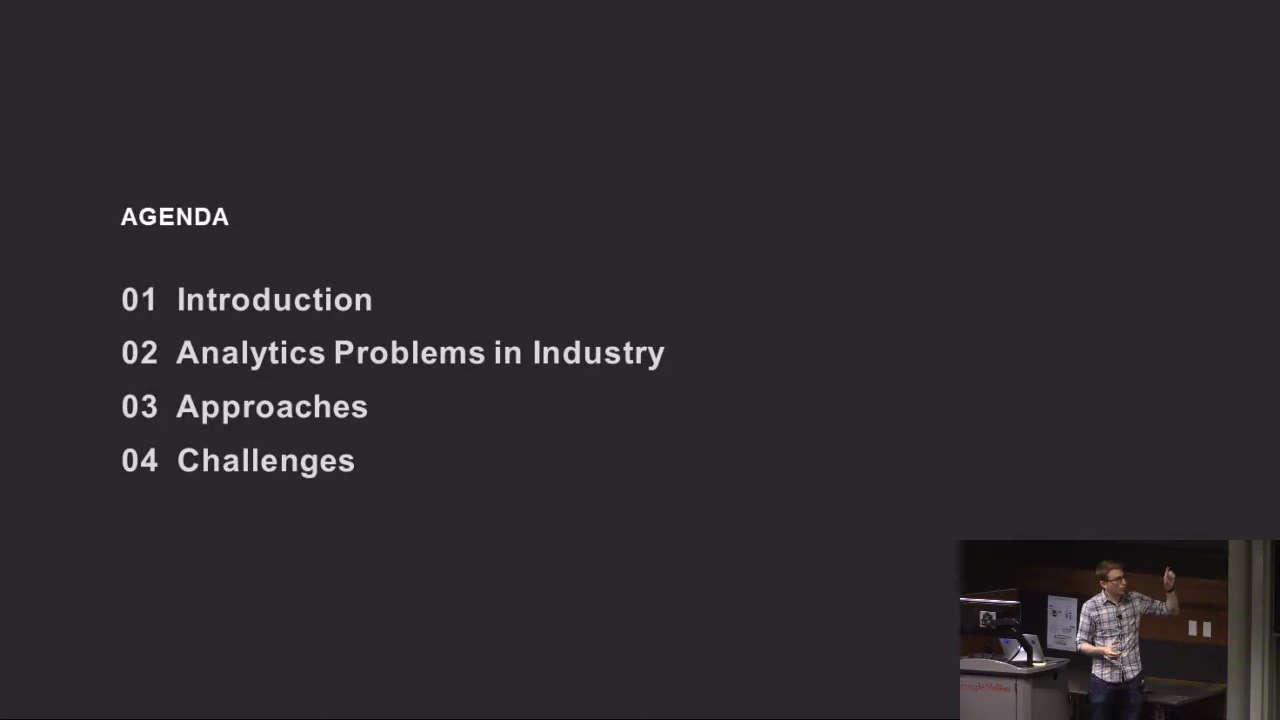 AGENDA
01 Introduction
02 Analytics Problems in Industry
03 Approaches
04 Challenges